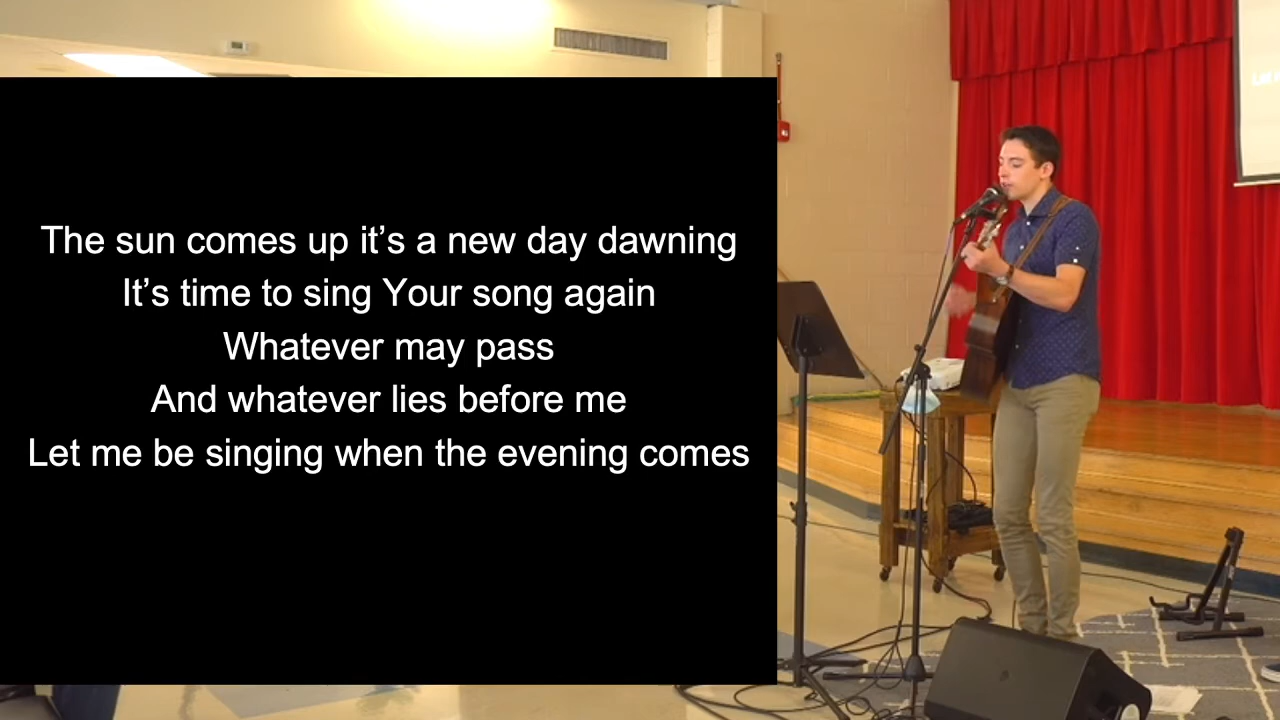 The sun comes up it’s a new day dawning
It’s time to sing Your song again
Whatever may pass
And whatever lies before me
Let me be singing when the evening comes